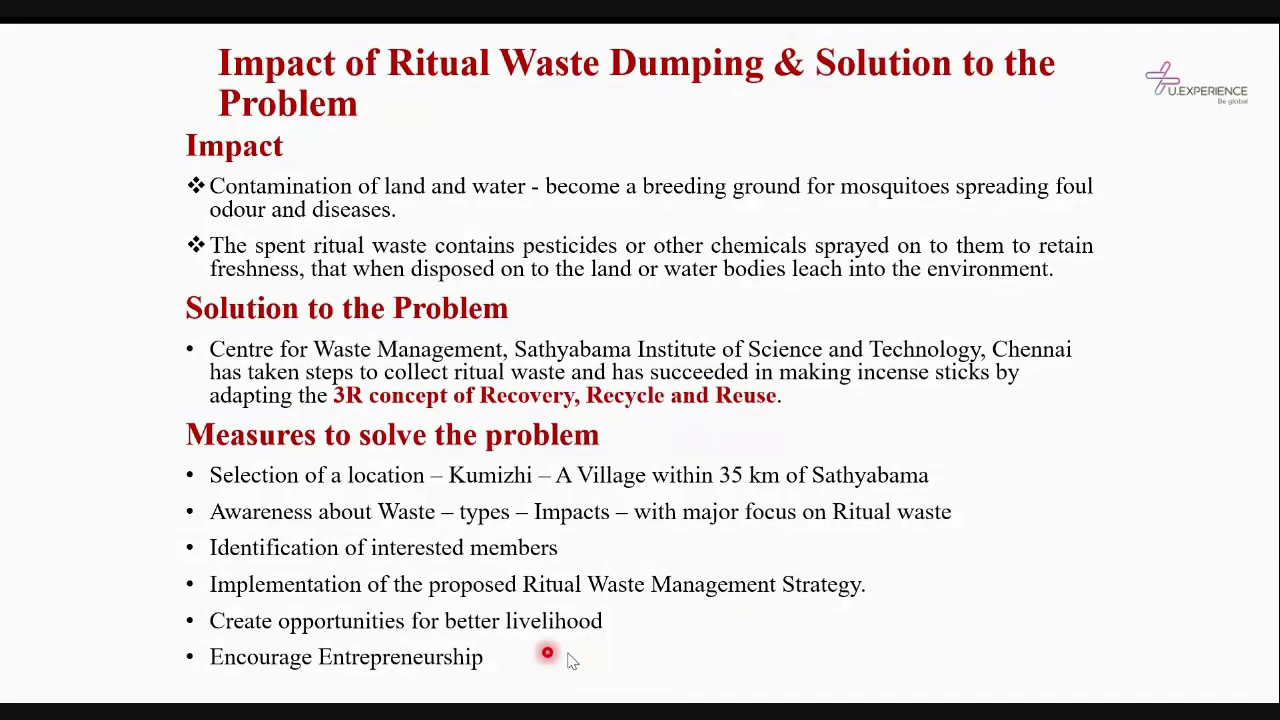 Impact of Ritual Waste Dumping & Solution to the
Problem
U.EXPERIENCE
Be global
Impact
❖ Contamination of land and water - become a breeding ground for mosquitoes spreading foul
odour and diseases.
❖ The spent ritual waste contains pesticides or other chemicals sprayed on to them to retain
freshness, that when disposed on to the land or water bodies leach into the environment.
Solution to the Problem
• Centre for Waste Management, Sathyabama Institute of Science and Technology, Chennai
has taken steps to collect ritual waste and has succeeded in making incense sticks by
adapting the 3R concept of Recovery, Recycle and Reuse.
Measures to solve the problem
• Selection of a location – Kumizhi – A Village within 35 km of Sathyabama
• Awareness about Waste – types – Impacts – with major focus on Ritual waste
• Identification of interested members
• Implementation of the proposed Ritual Waste Management Strategy.
• Create opportunities for better livelihood
• Encourage Entrepreneurship